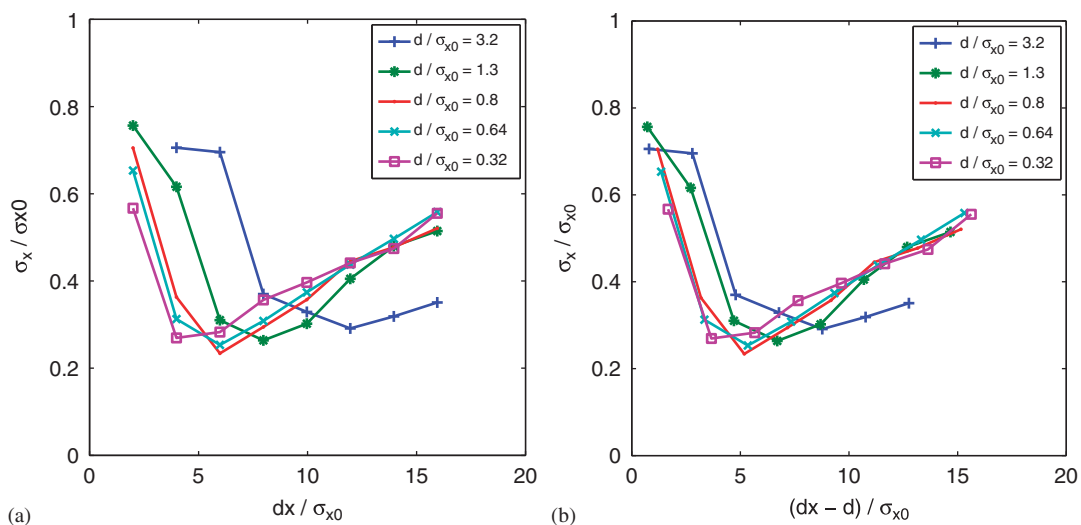 1
0.8
0.6
0.4
0.2
0
0
5
10
15
20
σx / σx0
dx / σx0
d / σx0 = 3.2
d / σx0 = 1.3
d / σx0 = 0.8
d / σx0 = 0.64
d / σx0 = 0.32
(a)
1
0.8
0.6
0.4
0.2
0
0
5
10
15
20
σx / σx0
(dx – d) / σx0
d / σx0 = 3.2
d / σx0 = 1.3
d / σx0 = 0.8
d / σx0 = 0.64
d / σx0 = 0.32
(b)